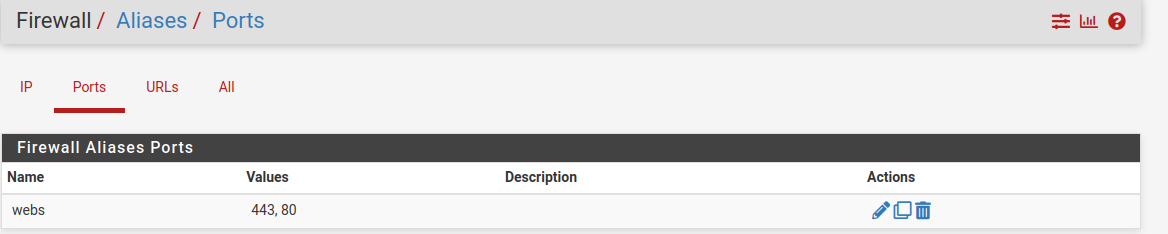 Firewall / Aliases / Ports
IP Ports URLs All
Firewall Aliases Ports
Name Values Description Actions
webs 443, 80